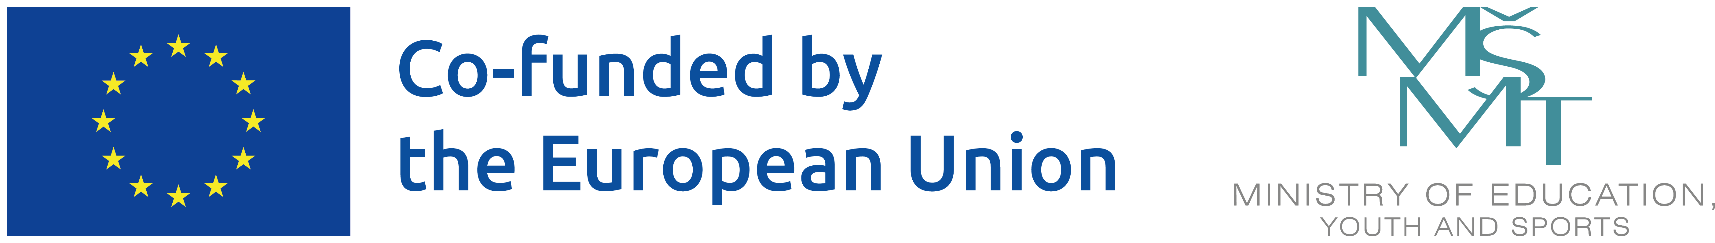 Co-funded by
the European Union
MŠMT
MINISTRY OF EDUCATION,
YOUTH AND SPORTS